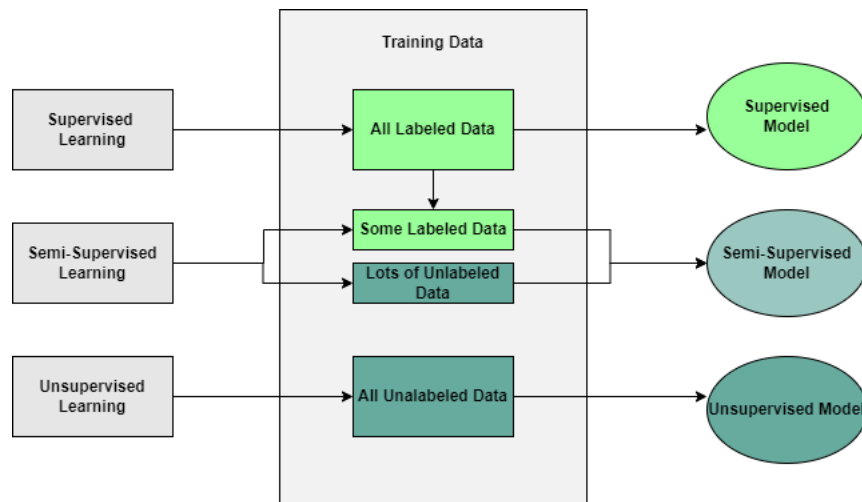 Training Data
Supervised
Learning
All Labeled Data
Supervised
Model
Semi-Supervised
Learning
Some Labeled Data
Lots of Unlabeled
Data
Semi-Supervised
Model
Unsupervised
Learning
All Unalabeled Data
Unsupervised Model